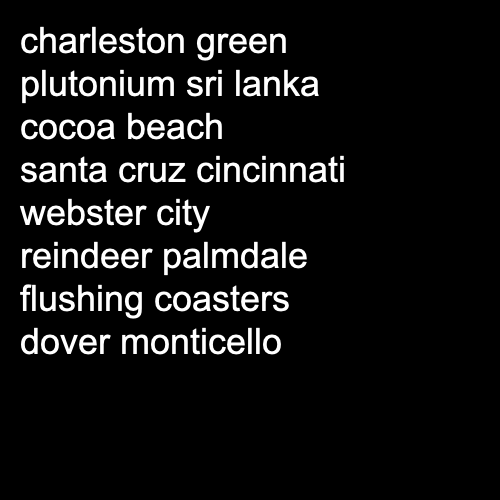 charleston green
plutonium sri lanka
cocoa beach
santa cruz cincinnati
webster city
reindeer palmdale
flushing coasters
dover monticello